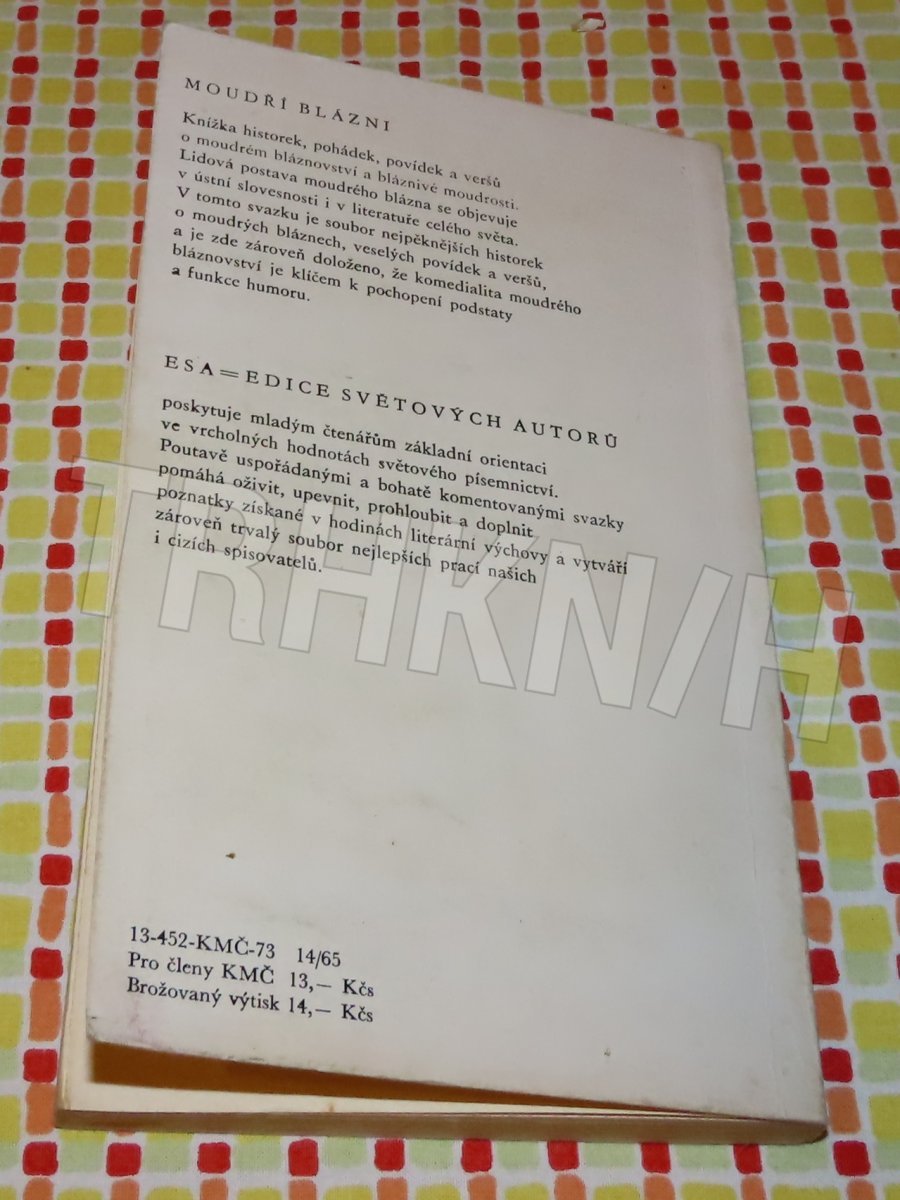 MOUDŘÍ BLÁZNI
Knížka historek, pohádek, povídek a veršů
o moudrém bláznovství a bláznivé moudrosti.
Lidová postava moudrého blázna se objevuje
v ústní slovesnosti i v literatuře celého světa.
V tomto svazku je soubor nejpěknějších historek
o moudrých bláznech, veselých povídek a veršů,
a je zde zároveň doloženo, že komedialita moudrého
bláznovství je klíčem k pochopení podstaty
a funkce humoru.
ESA=EDICE SVĚTOVÝCH AUTORŮ
poskytuje mladým čtenářům základní orientaci
ve vrcholných hodnotách světového písemnictví.
Poutavě uspořádanými a bohatě komentovanými svazky
pomáhá oživit, upevnit, prohloubit a doplnit
poznatky získané v hodinách literární výchovy a vytváří
zároveň trvalý soubor nejlepších prací našich
i cizích spisovatelů.
TRHKNI/H
13-452-KMČ-73 14/65
Pro členy KMČ 13,— Kčs
Brožovaný výtisk 14,— Kčs